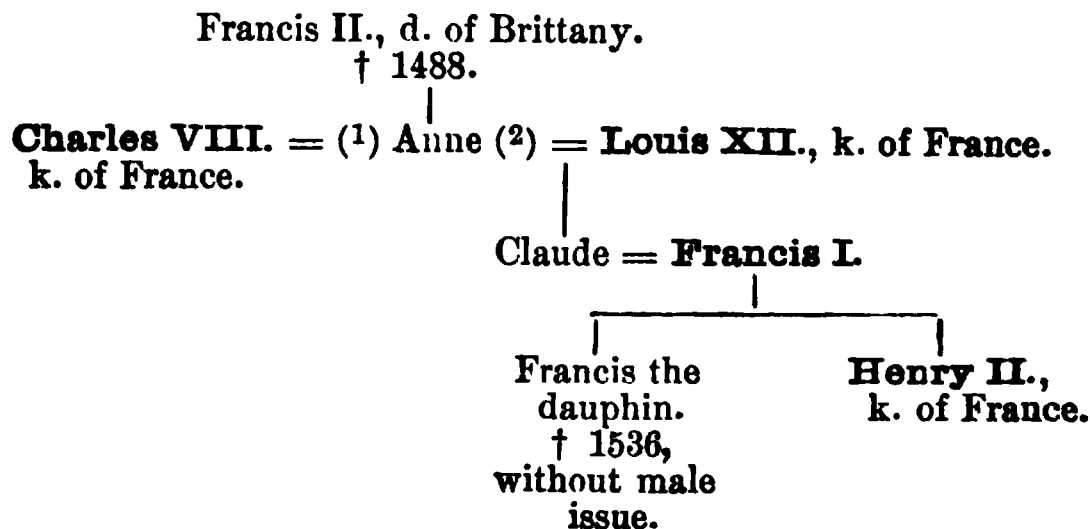 Francis II., d. of Brittany.
† 1488.
Charles VIII. = (1) Anne (2) = Louis XII., k. of France.
k. of France.
Claude = Francis I.
Francis the
dauphin.
† 1536,
without male
issue.
Henry II.,
k. of France.